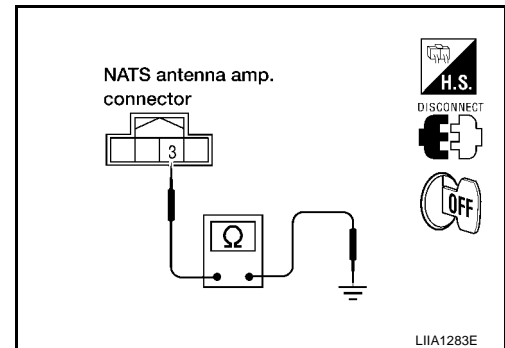 NATS antenna amp.
connector
H.S.
DISCONNECT
3
OFF
Ω
LIIA1283E